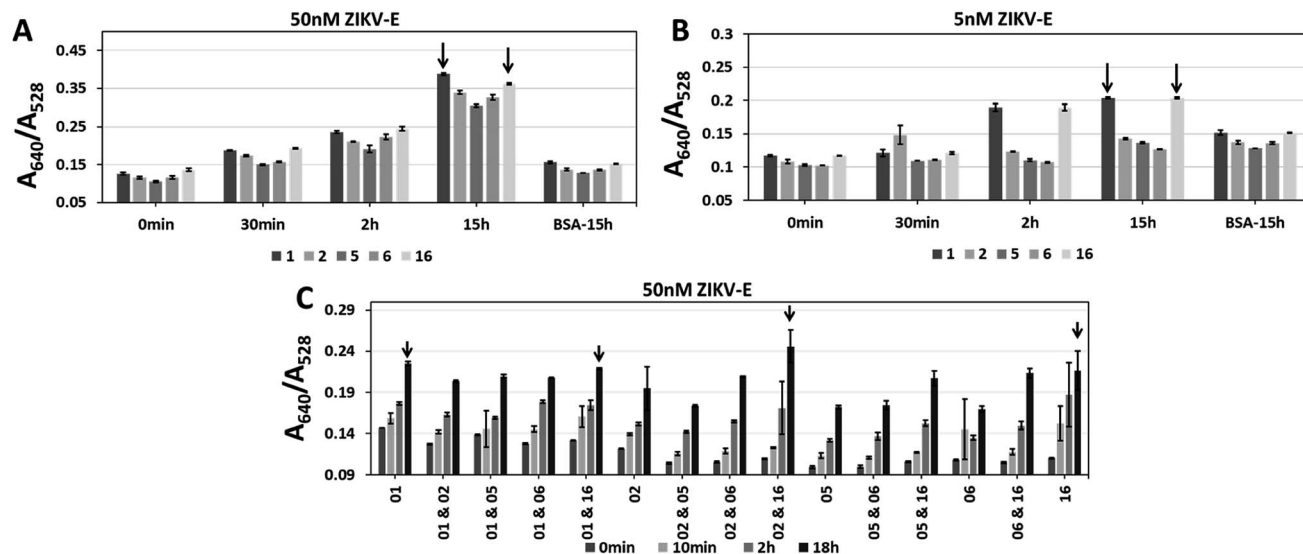 A
50nM ZIKV-E
A640/A528
0.45
0.35
0.25
0.15
0.05
0min 30min 2h 15h BSA-15h
1 2 5 6 16
B
5nM ZIKV-E
A640/A528
0.3
0.25
0.2
0.15
0.1
0.05
0min 30min 2h 15h BSA-15h
1 2 5 6 16
C
50nM ZIKV-E
A640/A528
0.29
0.24
0.19
0.14
0.09
01
01 & 02
01 & 05
01 & 06
01 & 16
02
02 & 05
02 & 06
02 & 16
05
05 & 06
05 & 16
06
06 & 16
16
0min 10min 2h 18h